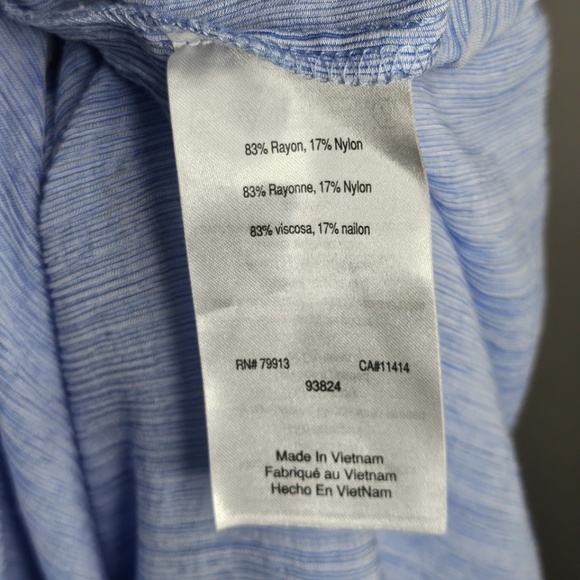 83% Rayon, 17% Nylon
83% Rayonne, 17% Nylon
83% viscosa, 17% nailon
RN# 79913 CA#11414
93824
Made In Vietnam
Fabriqué au Vietnam
Hecho En VietNam